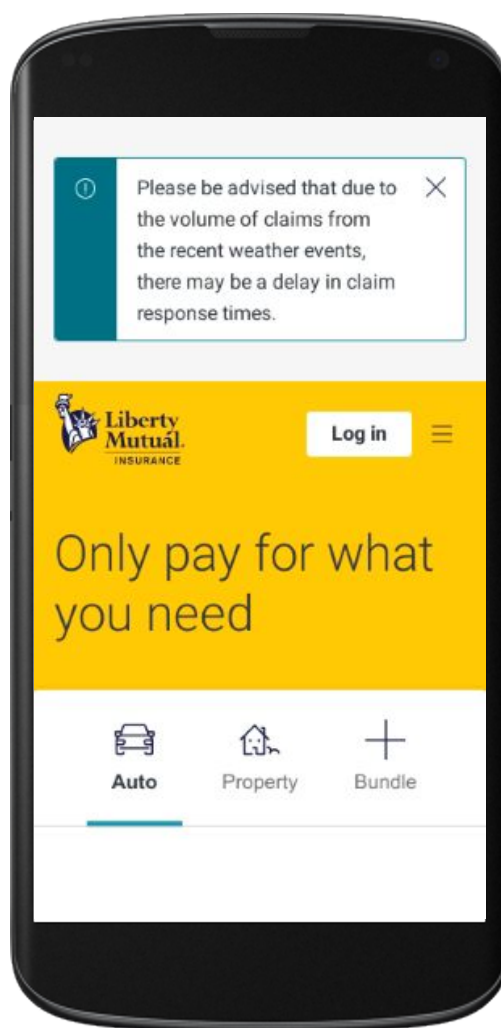 Please be advised that due to
the volume of claims from
the recent weather events,
there may be a delay in claim
response times.
Liberty
Mutual.
INSURANCE
Log in
Only pay for what
you need
Auto
Property
Bundle